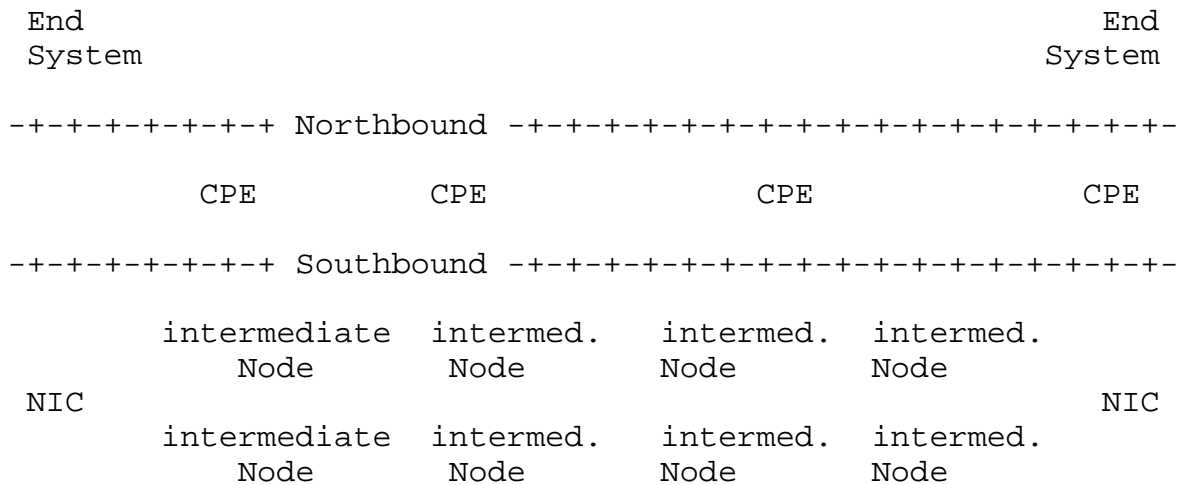 End                                                          End
System                                                    System
-+-+-+-+-+-+-+ Northbound -+-+-+-+-+-+-+-+-+-+-+-+-+-+-+-+-+-+-
CPE         CPE              CPE                 CPE
-+-+-+-+-+-+-+ Southbound -+-+-+-+-+-+-+-+-+-+-+-+-+-+-+-+-+-+-
intermediate  intermed.   intermed.  intermed.
Node       Node       Node       Node
NIC                                                          NIC
intermediate  intermed.   intermed.  intermed.
Node       Node       Node       Node